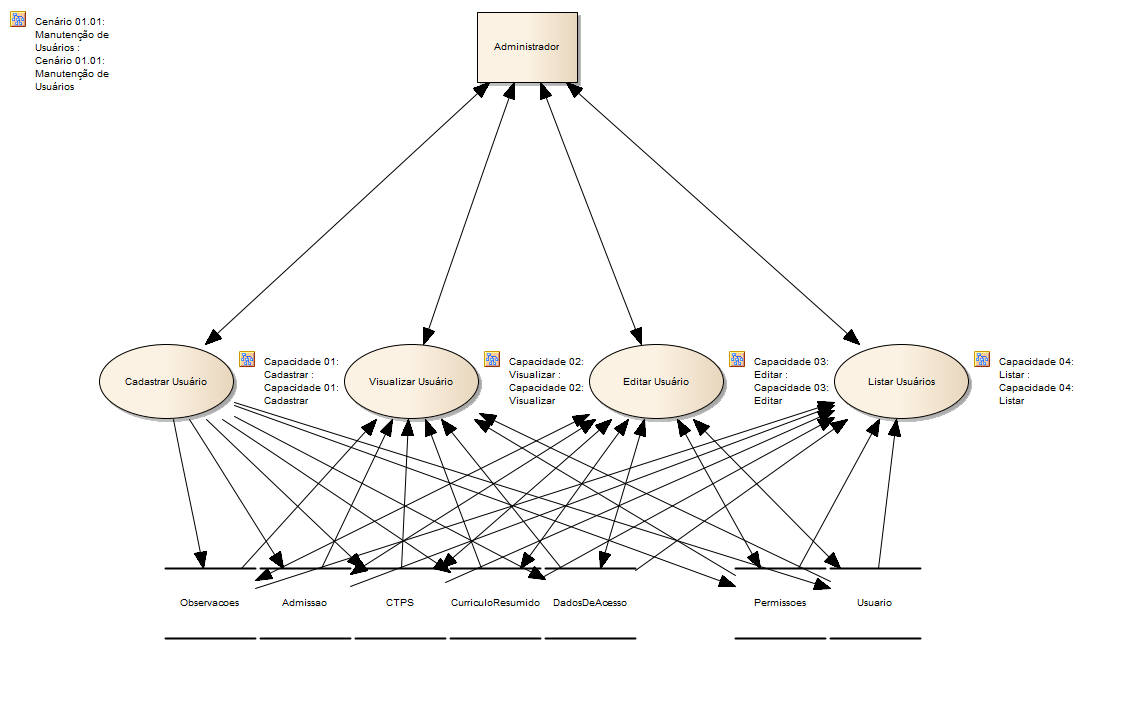 Cenário 01.01:
Manutenção de
Usuários :
Cenário 01.01:
Manutenção de
Usuários
Administrador
Cadastrar Usuário
Capacidade 01:
Cadastrar :
Capacidade 01:
Cadastrar
Visualizar Usuário
Capacidade 02:
Visualizar :
Capacidade 02:
Visualizar
Editar Usuário
Capacidade 03:
Editar :
Capacidade 03:
Editar
Listar Usuários
Capacidade 04:
Listar :
Capacidade 04:
Listar
Observacoes
Admissao
CTPS
CurriculoResumido
DadosDeAcesso
Permissoes
Usuario